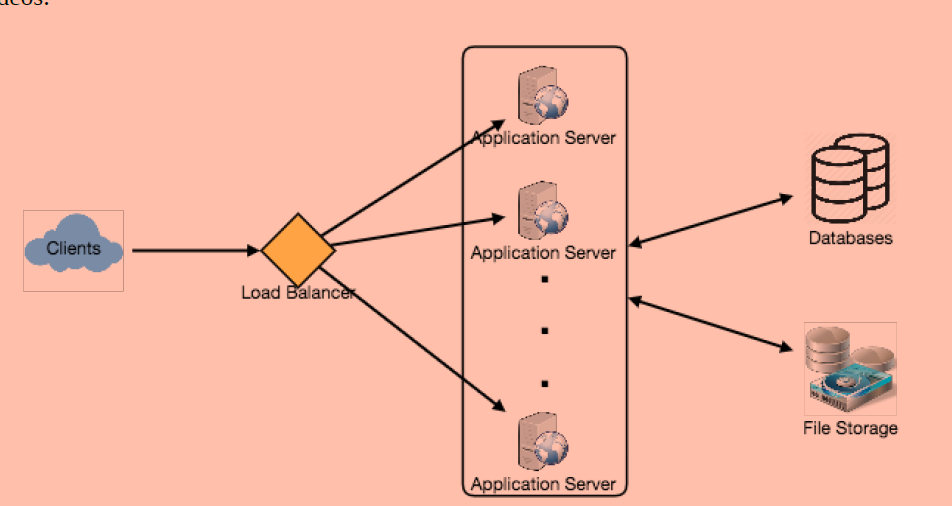 Clients
Load Balancer
Application Server
Application Server
Application Server
Databases
File Storage